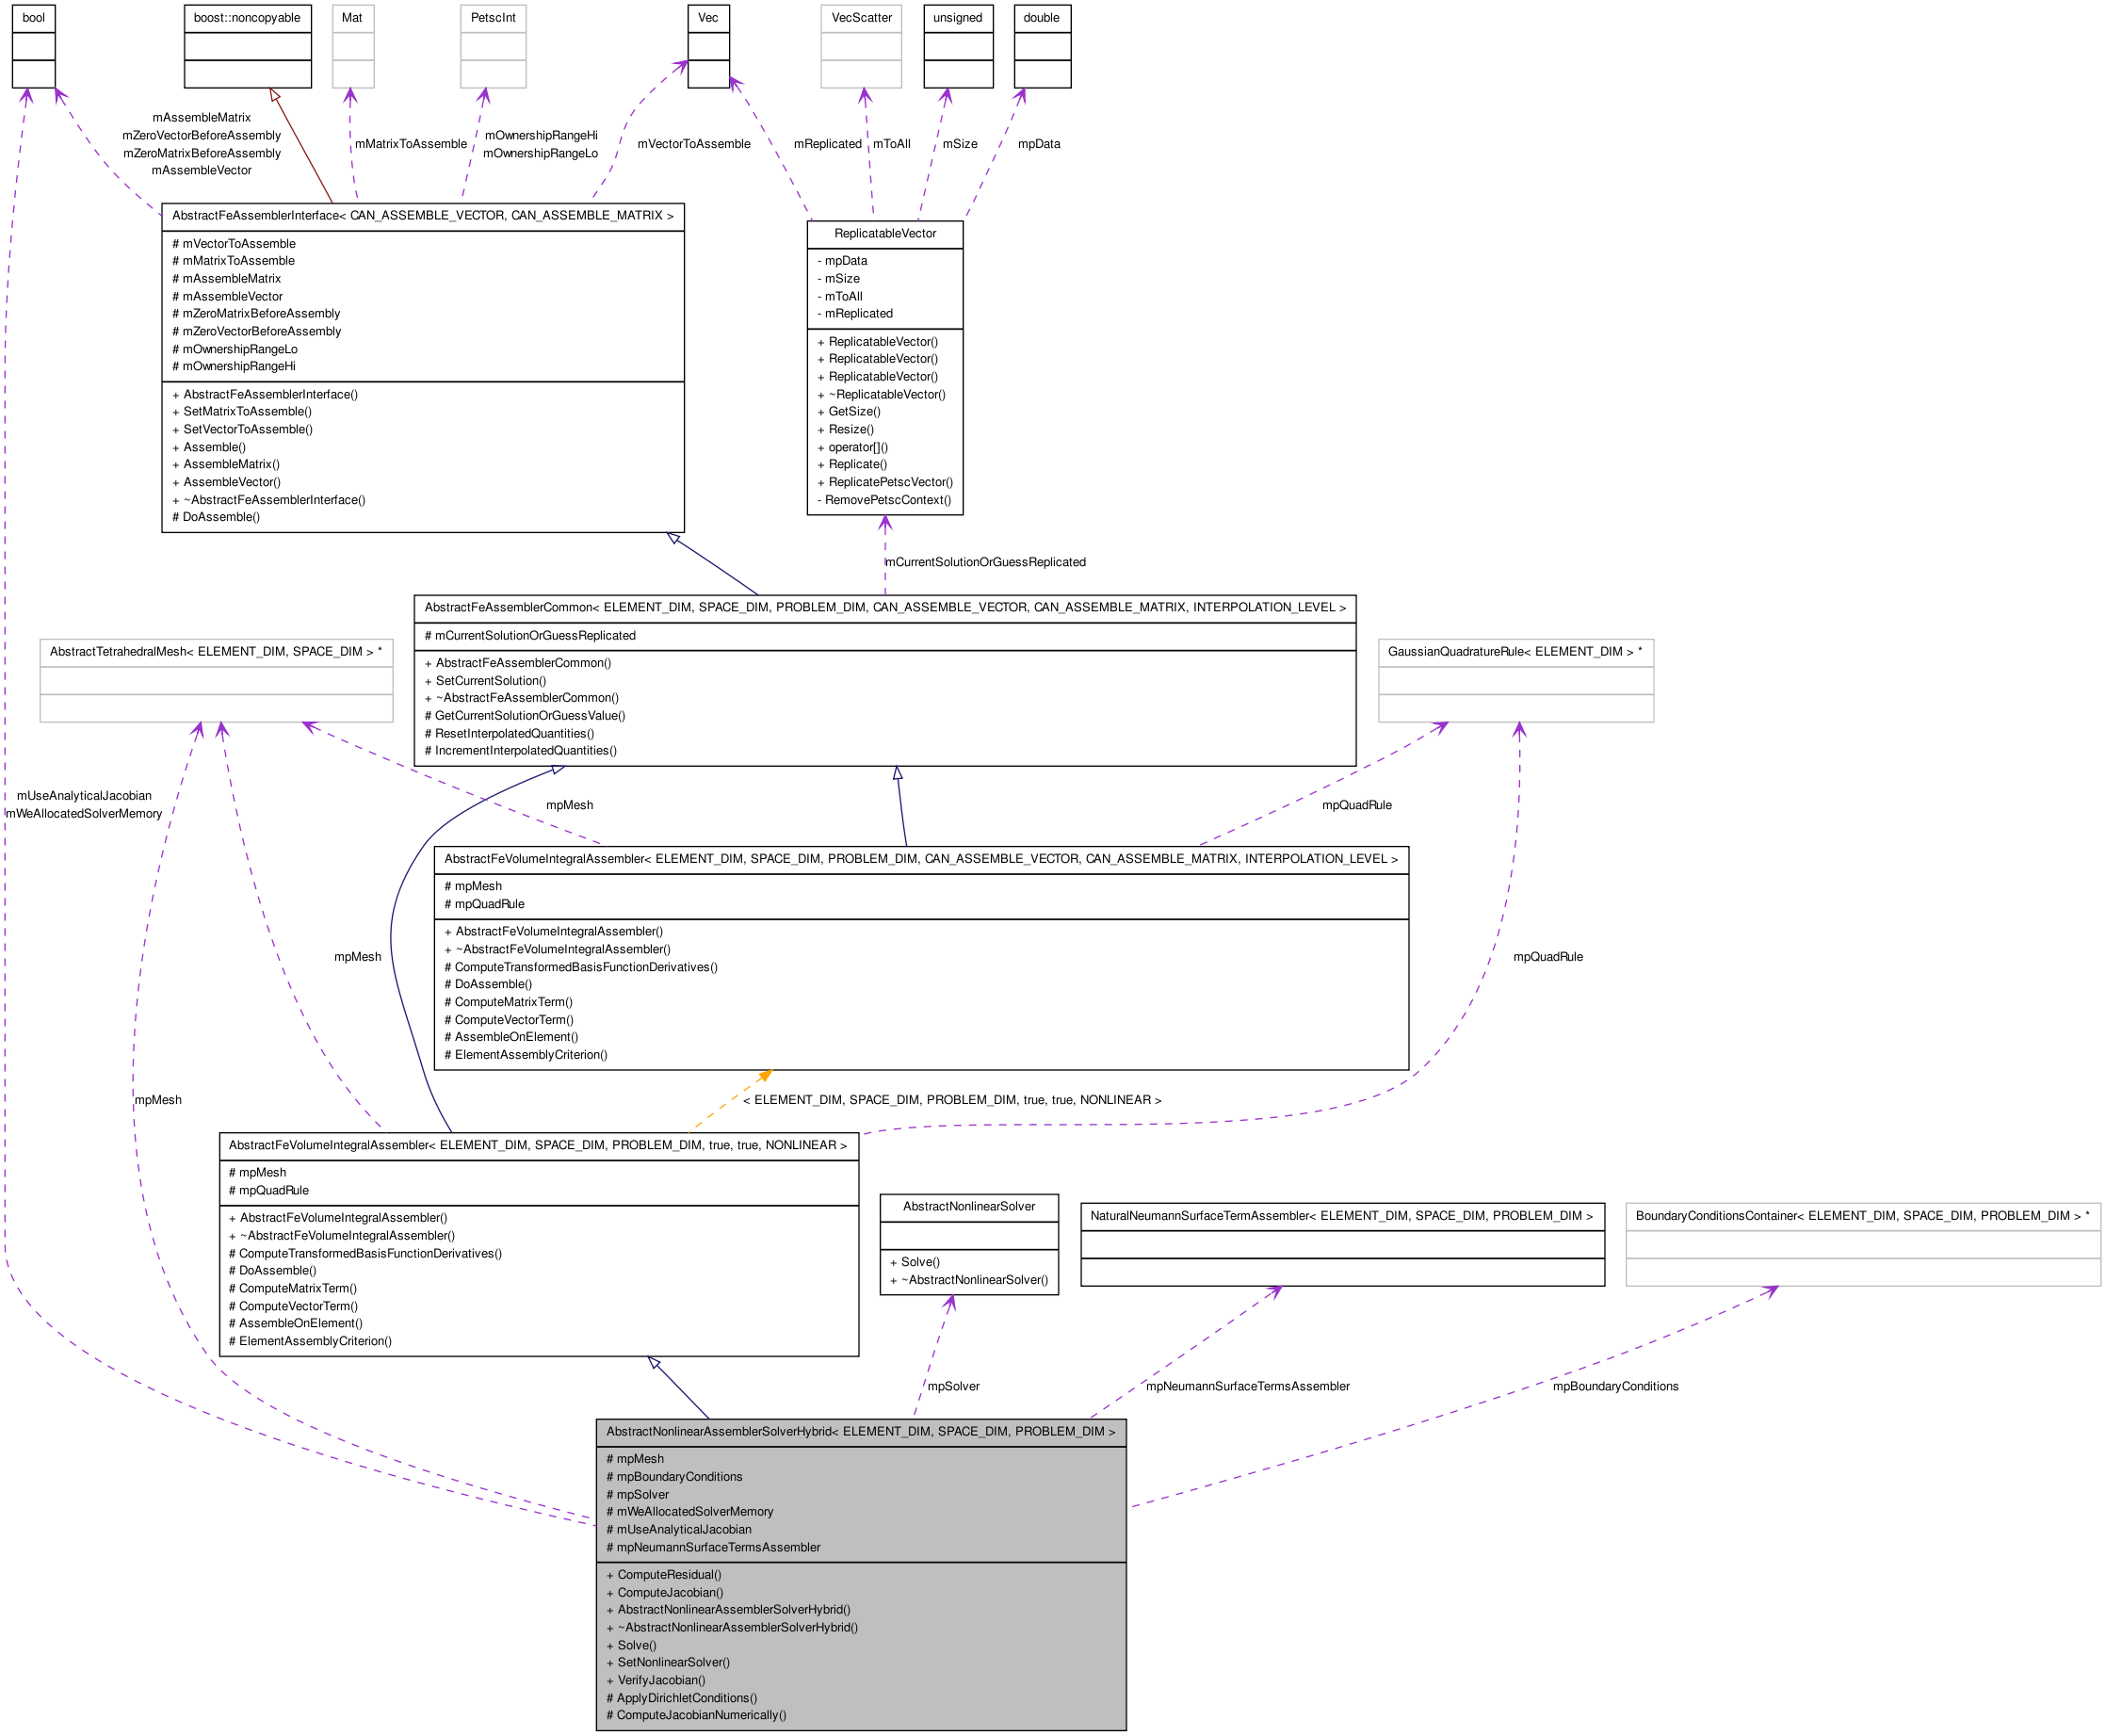 bool
boost::noncopyable
Mat
PetscInt
Vec
VecScatter
unsigned
double
mAssembleMatrix
mZeroVectorBeforeAssembly
mZeroMatrixBeforeAssembly
mAssembleVector
mMatrixToAssemble
mOwnershipRangeHi
mOwnershipRangeLo
mVectorToAssemble
mReplicated
mToAll
mSize
mpData
AbstractFeAssemblerInterface< CAN_ASSEMBLE_VECTOR, CAN_ASSEMBLE_MATRIX >
# mVectorToAssemble
# mMatrixToAssemble
# mAssembleMatrix
# mAssembleVector
# mZeroMatrixBeforeAssembly
# mZeroVectorBeforeAssembly
# mOwnershipRangeLo
# mOwnershipRangeHi
+ AbstractFeAssemblerInterface()
+ SetMatrixToAssemble()
+ SetVectorToAssemble()
+ Assemble()
+ AssembleMatrix()
+ AssembleVector()
+ ~AbstractFeAssemblerInterface()
# DoAssemble()
ReplicatableVector
- mpData
- mSize
- mToAll
- mReplicated
+ ReplicatableVector()
+ ReplicatableVector()
+ ReplicatableVector()
+ ~ReplicatableVector()
+ GetSize()
+ Resize()
+ operator[]()
+ Replicate()
+ ReplicatePetscVector()
- RemovePetscContext()
mCurrentSolutionOrGuessReplicated
AbstractFeAssemblerCommon< ELEMENT_DIM, SPACE_DIM, PROBLEM_DIM, CAN_ASSEMBLE_VECTOR, CAN_ASSEMBLE_MATRIX, INTERPOLATION_LEVEL >
# mCurrentSolutionOrGuessReplicated
+ AbstractFeAssemblerCommon()
+ SetCurrentSolution()
+ ~AbstractFeAssemblerCommon()
# GetCurrentSolutionOrGuessValue()
# ResetInterpolatedQuantities()
# IncrementInterpolatedQuantities()
AbstractTetrahedralMesh< ELEMENT_DIM, SPACE_DIM > *
GaussianQuadratureRule< ELEMENT_DIM > *
mUseAnalyticalJacobian
mWeAllocatedSolverMemory
mpMesh
mpQuadRule
AbstractFeVolumeIntegralAssembler< ELEMENT_DIM, SPACE_DIM, PROBLEM_DIM, CAN_ASSEMBLE_VECTOR, CAN_ASSEMBLE_MATRIX, INTERPOLATION_LEVEL >
# mpMesh
# mpQuadRule
+ AbstractFeVolumeIntegralAssembler()
+ ~AbstractFeVolumeIntegralAssembler()
# ComputeTransformedBasisFunctionDerivatives()
# DoAssemble()
# ComputeMatrixTerm()
# ComputeVectorTerm()
# AssembleOnElement()
# ElementAssemblyCriterion()
mpMesh
mpQuadRule
mpMesh
< ELEMENT_DIM, SPACE_DIM, PROBLEM_DIM, true, true, NONLINEAR >
AbstractFeVolumeIntegralAssembler< ELEMENT_DIM, SPACE_DIM, PROBLEM_DIM, true, true, NONLINEAR >
# mpMesh
# mpQuadRule
+ AbstractFeVolumeIntegralAssembler()
+ ~AbstractFeVolumeIntegralAssembler()
# ComputeTransformedBasisFunctionDerivatives()
# DoAssemble()
# ComputeMatrixTerm()
# ComputeVectorTerm()
# AssembleOnElement()
# ElementAssemblyCriterion()
AbstractNonlinearSolver
+ Solve()
+ ~AbstractNonlinearSolver()
NaturalNeumannSurfaceTermAssembler< ELEMENT_DIM, SPACE_DIM, PROBLEM_DIM >
BoundaryConditionsContainer< ELEMENT_DIM, SPACE_DIM, PROBLEM_DIM > *
mpSolver
mpNeumannSurfaceTermsAssembler
mpBoundaryConditions
AbstractNonlinearAssemblerSolverHybrid< ELEMENT_DIM, SPACE_DIM, PROBLEM_DIM >
# mpMesh
# mpBoundaryConditions
# mpSolver
# mWeAllocatedSolverMemory
# mUseAnalyticalJacobian
# mpNeumannSurfaceTermsAssembler
+ ComputeResidual()
+ ComputeJacobian()
+ AbstractNonlinearAssemblerSolverHybrid()
+ ~AbstractNonlinearAssemblerSolverHybrid()
+ Solve()
+ SetNonlinearSolver()
+ VerifyJacobian()
# ApplyDirichletConditions()
# ComputeJacobianNumerically()